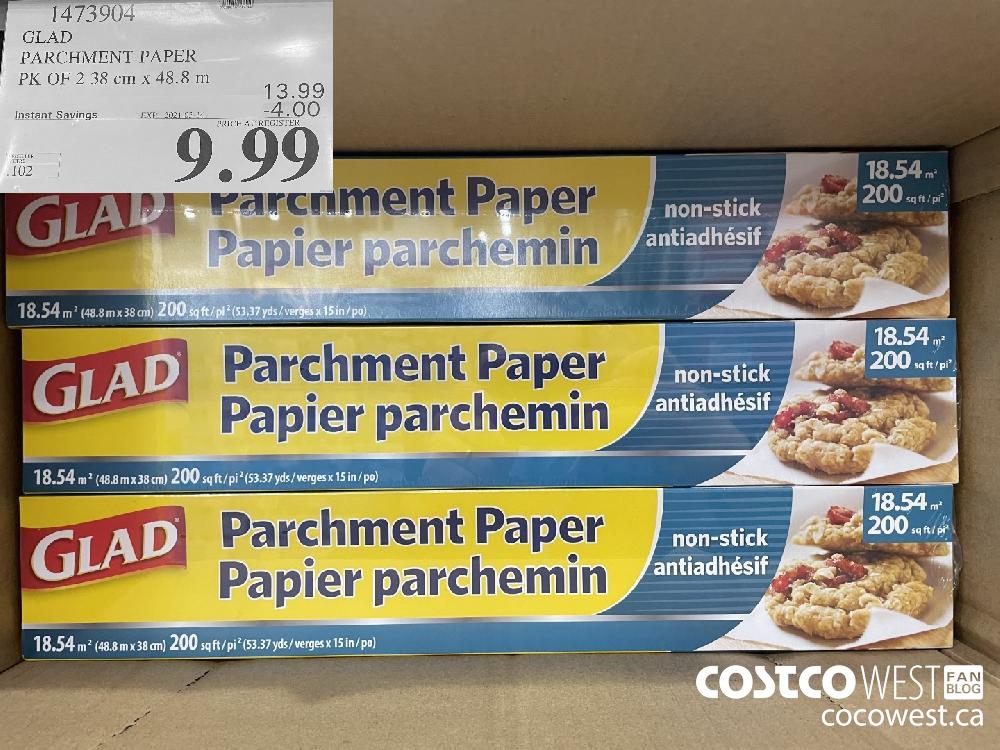 1473904
GLAD
PARCHMENT PAPER
PK OF 2 38 cm x 48.8 m
13.99
-4.00
Instant Savings
EXP. 2021
PRICE AT REGISTER
9.99
102
GLAD
Parchment Paper
Papier parchemin
non-stick
antiadhésif
18.54 m²
200 sq ft / pi²
18.54 m² (48.8 m x 38 cm) 200 sq ft / pi² (53.37 yds / verges x 15 in / po)
GLAD
Parchment Paper
Papier parchemin
non-stick
antiadhésif
18.54 m²
200 sq ft / pi²
18.54 m² (48.8 m x 38 cm) 200 sq ft / pi² (53.37 yds / verges x 15 in / po)
GLAD
Parchment Paper
Papier parchemin
non-stick
antiadhésif
18.54 m²
200 sq ft / pi²
18.54 m² (48.8 m x 38 cm) 200 sq ft / pi² (53.37 yds / verges x 15 in / po)
COSTCO WEST FAN BLOG
cocowest.ca